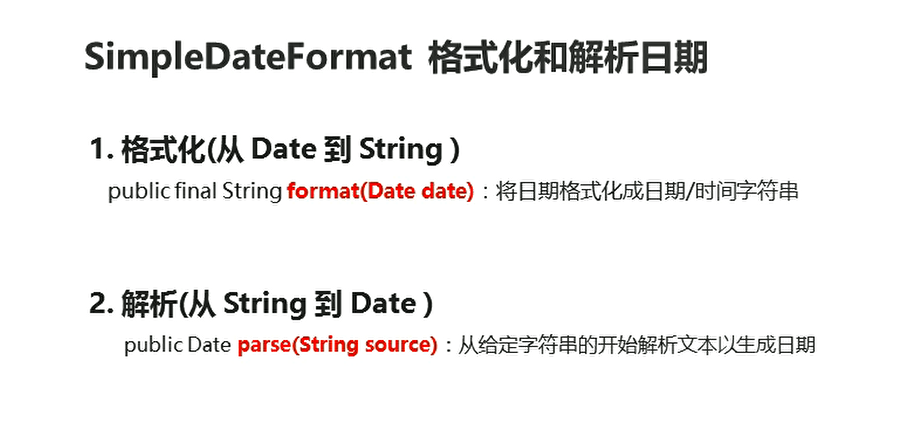 SimpleDateFormat 格式化和解析日期
1. 格式化(从 Date 到 String )
public final String format(Date date)：将日期格式化成日期/时间字符串
2. 解析(从 String 到 Date )
public Date parse(String source)：从给定字符串的开始解析文本以生成日期